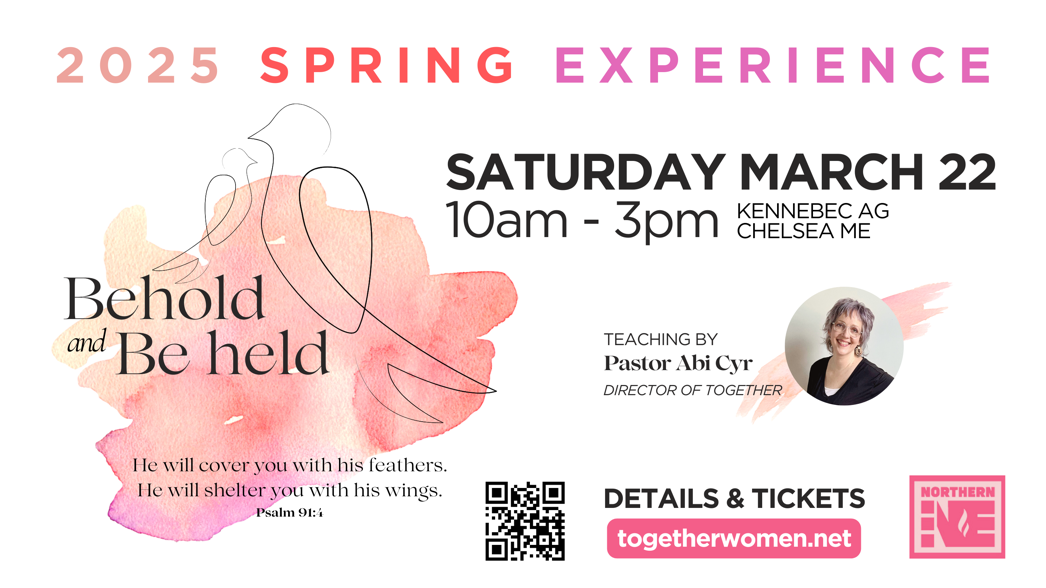 2025 SPRING EXPERIENCE
SATURDAY MARCH 22
10am - 3pm
KENNEBEC AG
CHELSEA ME
Behold
and Be held
TEACHING BY
Pastor Abi Cyr
DIRECTOR OF TOGETHER
He will cover you with his feathers.
He will shelter you with his wings.
Psalm 91:4
DETAILS & TICKETS
togetherwomen.net
NORTHERN
NE